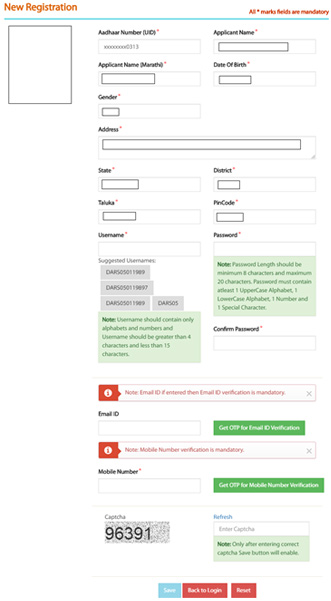 New Registration
All * marks fields are mandatory
Aadhaar Number (UID) *
Applicant Name *
xxxxxxxx0313
Applicant Name (Marathi) *
Date Of Birth *
Gender *
Address *
State *
District *
Taluka *
PinCode *
Username *
Password *
Suggested Usernames:
DARS05011989
DARS050119897
DARS05011989 DARS05
Note: Username should contain only
alphabets and numbers and
Username should be greater than 4
characters and less than 15
characters.
Note: Password Length should be
minimum 8 characters and maximum
20 characters. Password must contain
atleast 1 UpperCase Alphabet, 1
LowerCase Alphabet, 1 Number and
1 Special Character.
Confirm Password *
Note: Email ID if entered then Email ID verification is mandatory.
Email ID
Get OTP for Email ID Verification
Note: Mobile Number verification is mandatory.
Mobile Number *
Get OTP for Mobile Number Verification
Captcha
Refresh
96391
Enter Captcha
Note: Only after entering correct
captcha Save button will enable.
Save Back to Login Reset